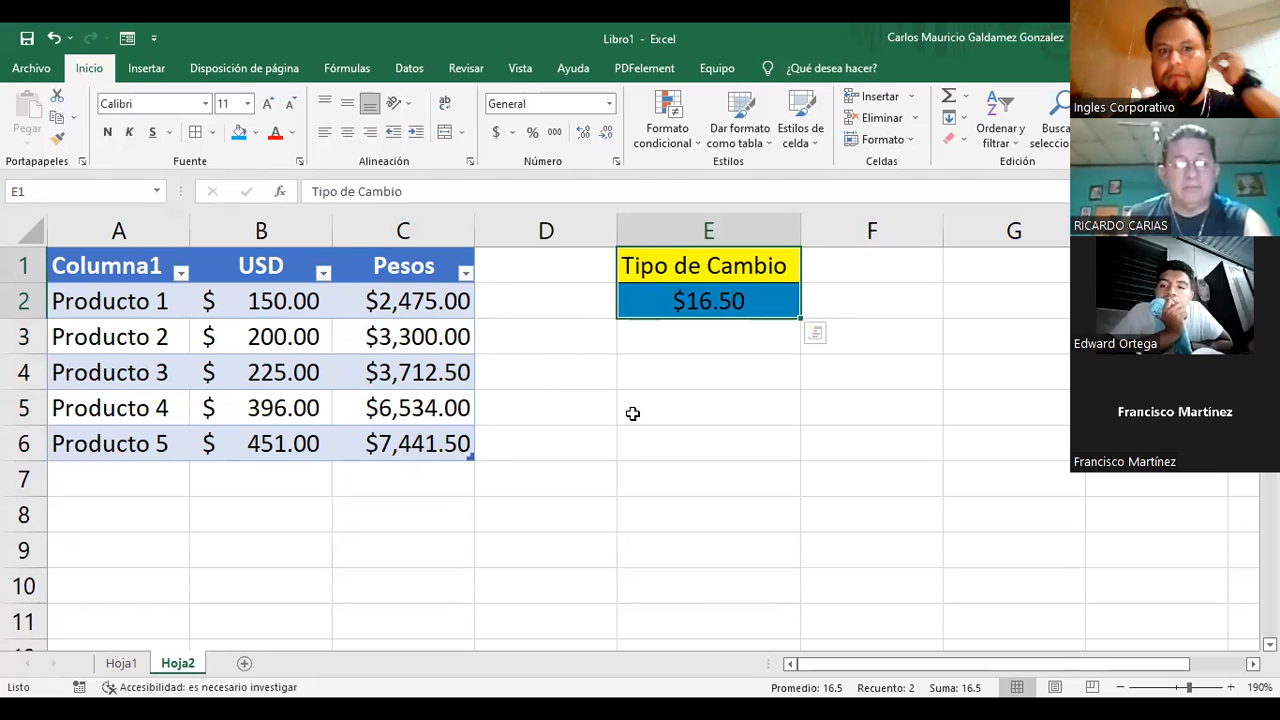 Libro1 - Excel
Carlos Mauricio Galdamez Gonzalez
Archivo Inicio Insertar Disposición de página Fórmulas Datos Revisar Vista Ayuda PDFelement Equipo ¿Qué desea hacer?
Pegar
Calibri 11
N K S
General
$ % 000
Formato condicional
Dar formato como tabla
Estilos de celda
Insertar
Eliminar
Formato
Ordenar y filtrar
Portapapeles Fuente Alineación Número Estilos Celdas Edición
E1 fx Tipo de Cambio
A B C D E F G
1 Columna1 USD Pesos Tipo de Cambio
2 Producto 1 $ 150.00 $2,475.00 $16.50
3 Producto 2 $ 200.00 $3,300.00
4 Producto 3 $ 225.00 $3,712.50
5 Producto 4 $ 396.00 $6,534.00
6 Producto 5 $ 451.00 $7,441.50
7
8
9
10
11
Hoja1 Hoja2
Listo Accesibilidad: es necesario investigar Promedio: 16.5 Recuento: 2 Suma: 16.5 190%
Ingles Corporativo
RICARDO CARIAS
Edward Ortega
Francisco Martínez
Francisco Martínez